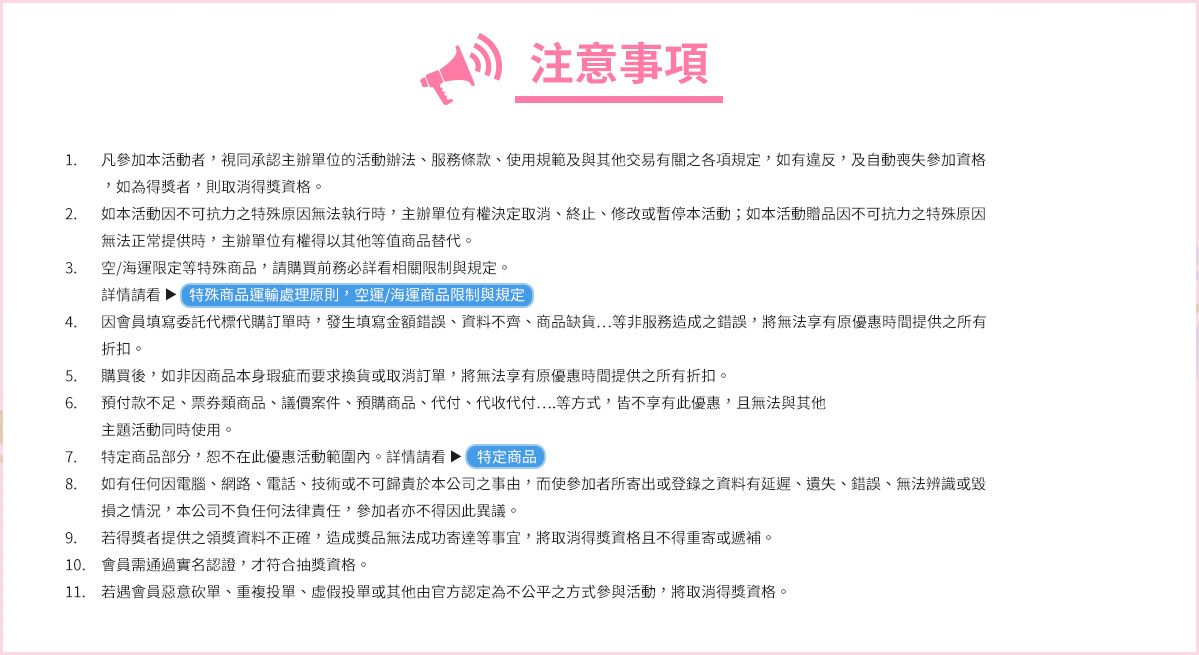 注意事項
1. 凡參加本活動者，視同承認主辦單位的活動辦法、服務條款、使用規範及與其他交易有關之各項規定，如有違反，及自動喪失參加資格
，如為得獎者，則取消得獎資格。
2. 如本活動因不可抗力之特殊原因無法執行時，主辦單位有權決定取消、終止、修改或暫停本活動；如本活動贈品因不可抗力之特殊原因
無法正常提供時，主辦單位有權得以其他等值商品替代。
3. 空/海運限定等特殊商品，請購買前務必詳看相關限制與規定。
詳情請看 ▶ 特殊商品運輸處理原則，空運/海運商品限制與規定
4. 因會員填寫委託代標代購訂單時，發生填寫金額錯誤、資料不齊、商品缺貨…等非服務造成之錯誤，將無法享有原優惠時間提供之所有
折扣。
5. 購買後，如非因商品本身瑕疵而要求換貨或取消訂單，將無法享有原優惠時間提供之所有折扣。
6. 預付款不足、票券類商品、議價案件、預購商品、代付、代收代付….等方式，皆不享有此優惠，且無法與其他
主題活動同時使用。
7. 特定商品部分，恕不在此優惠活動範圍內。詳情請看 ▶ 特定商品
8. 如有任何因電腦、網路、電話、技術或不可歸責於本公司之事由，而使參加者所寄出或登錄之資料有延遲、遺失、錯誤、無法辨識或毀
損之情況，本公司不負任何法律責任，參加者亦不得因此異議。
9. 若得獎者提供之領獎資料不正確，造成獎品無法成功寄達等事宜，將取消得獎資格且不得重寄或遞補。
10. 會員需通過實名認證，才符合抽獎資格。
11. 若遇會員惡意砍單、重複投單、虛假投單或其他由官方認定為不公平之方式參與活動，將取消得獎資格。